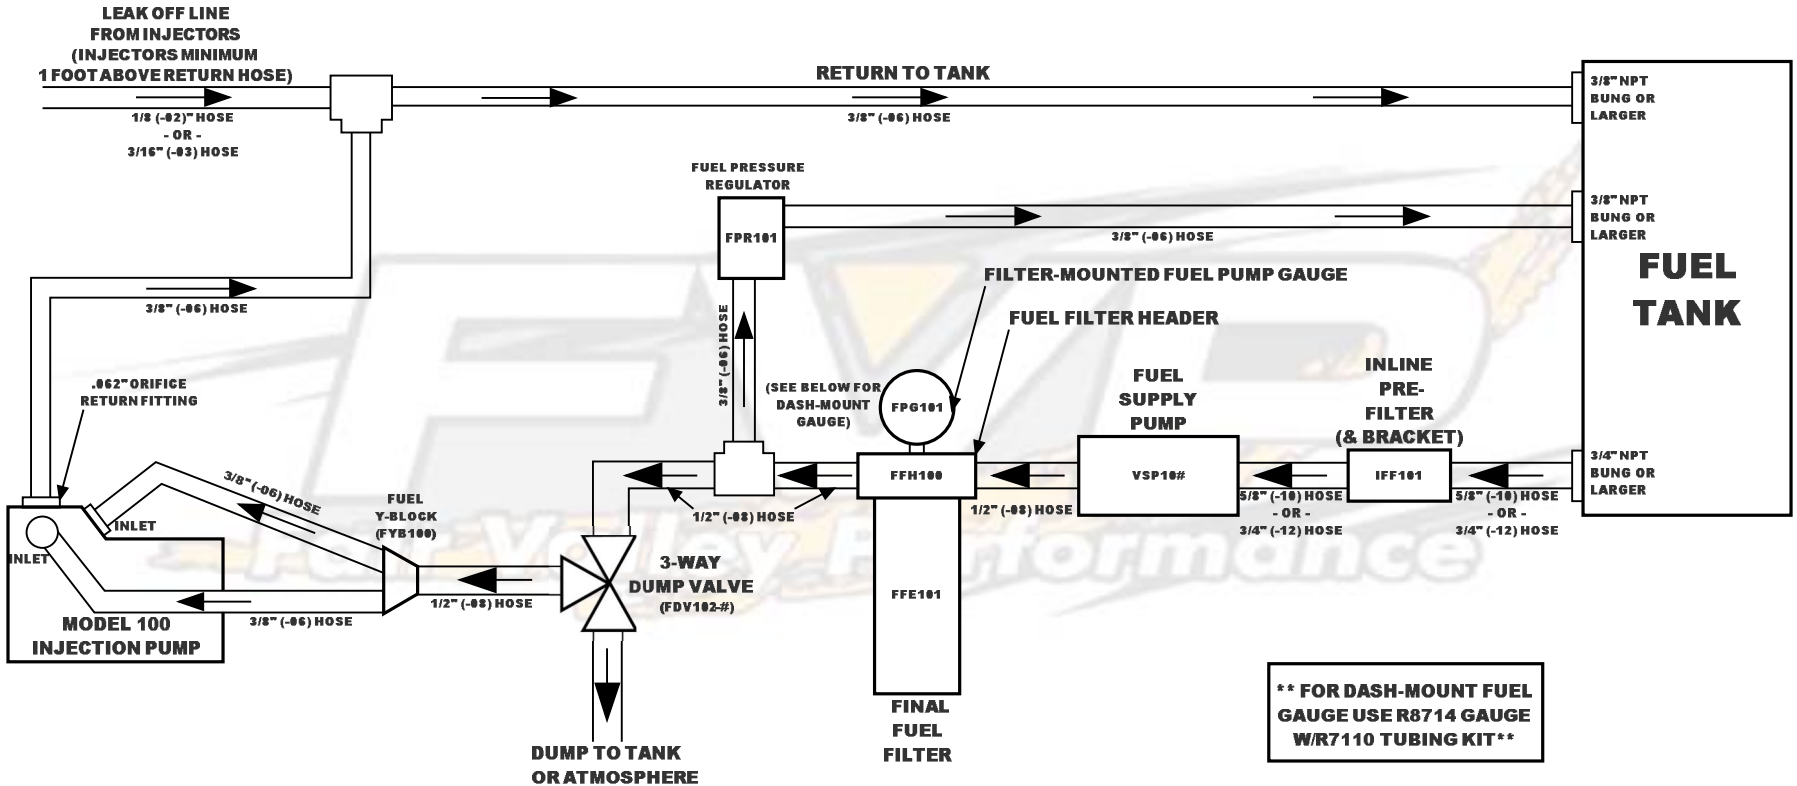 LEAK OFF LINE
FROM INJECTORS
(INJECTORS MINIMUM
1 FOOT ABOVE RETURN HOSE)
1/8 (-02)" HOSE
- OR -
3/16" (-03) HOSE
RETURN TO TANK
3/8" (-06) HOSE
3/8" NPT
BUNG OR
LARGER
FUEL PRESSURE
REGULATOR
FPR101
3/8" (-06) HOSE
3/8" NPT
BUNG OR
LARGER
FUEL
TANK
3/8" (-06) HOSE
3/8" (-06) HOSE
FILTER-MOUNTED FUEL PUMP GAUGE
FUEL FILTER HEADER
(SEE BELOW FOR
DASH-MOUNT
GAUGE)
FPG101
FUEL
SUPPLY
PUMP
INLINE
PRE-
FILTER
(& BRACKET)
.062" ORIFICE
RETURN FITTING
FFH100
VSP10#
IFF101
3/4" NPT
BUNG OR
LARGER
1/2" (-08) HOSE
1/2" (-08) HOSE
5/8" (-10) HOSE
- OR -
3/4" (-12) HOSE
5/8" (-10) HOSE
- OR -
3/4" (-12) HOSE
3/8" (-06) HOSE
FUEL
Y-BLOCK
(FYB100)
INLET
INLET
3-WAY
DUMP VALVE
(FDV102-#)
1/2" (-08) HOSE
3/8" (-06) HOSE
FFE101
MODEL 100
INJECTION PUMP
FINAL
FUEL
FILTER
DUMP TO TANK
OR ATMOSPHERE
** FOR DASH-MOUNT FUEL
GAUGE USE R8714 GAUGE
W/R7110 TUBING KIT**
FVP
Fun Valley Performance